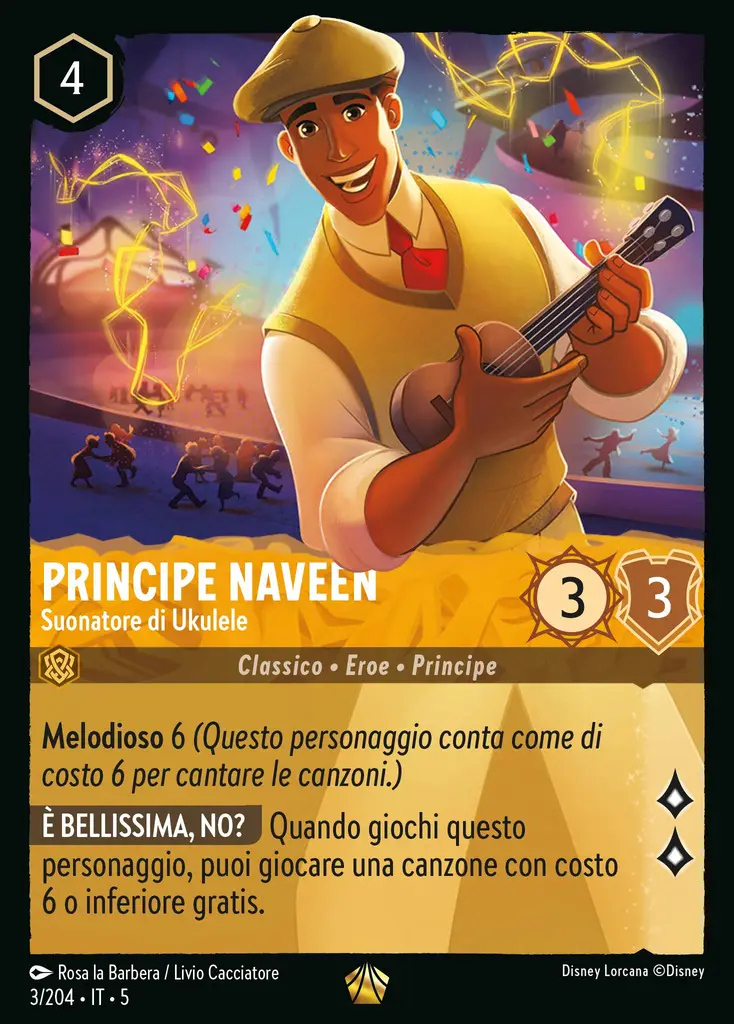 4
PRINCIPE NAVEEN
Suonatore di Ukulele
3
3
Classico • Eroe • Principe
Melodioso 6 (Questo personaggio conta come di
costo 6 per cantare le canzoni.)
È BELLISSIMA, NO? Quando giochi questo
personaggio, puoi giocare una canzone con costo
6 o inferiore gratis.
Rosa la Barbera / Livio Cacciatore
Disney Lorcana ©Disney
3/204 • IT • 5